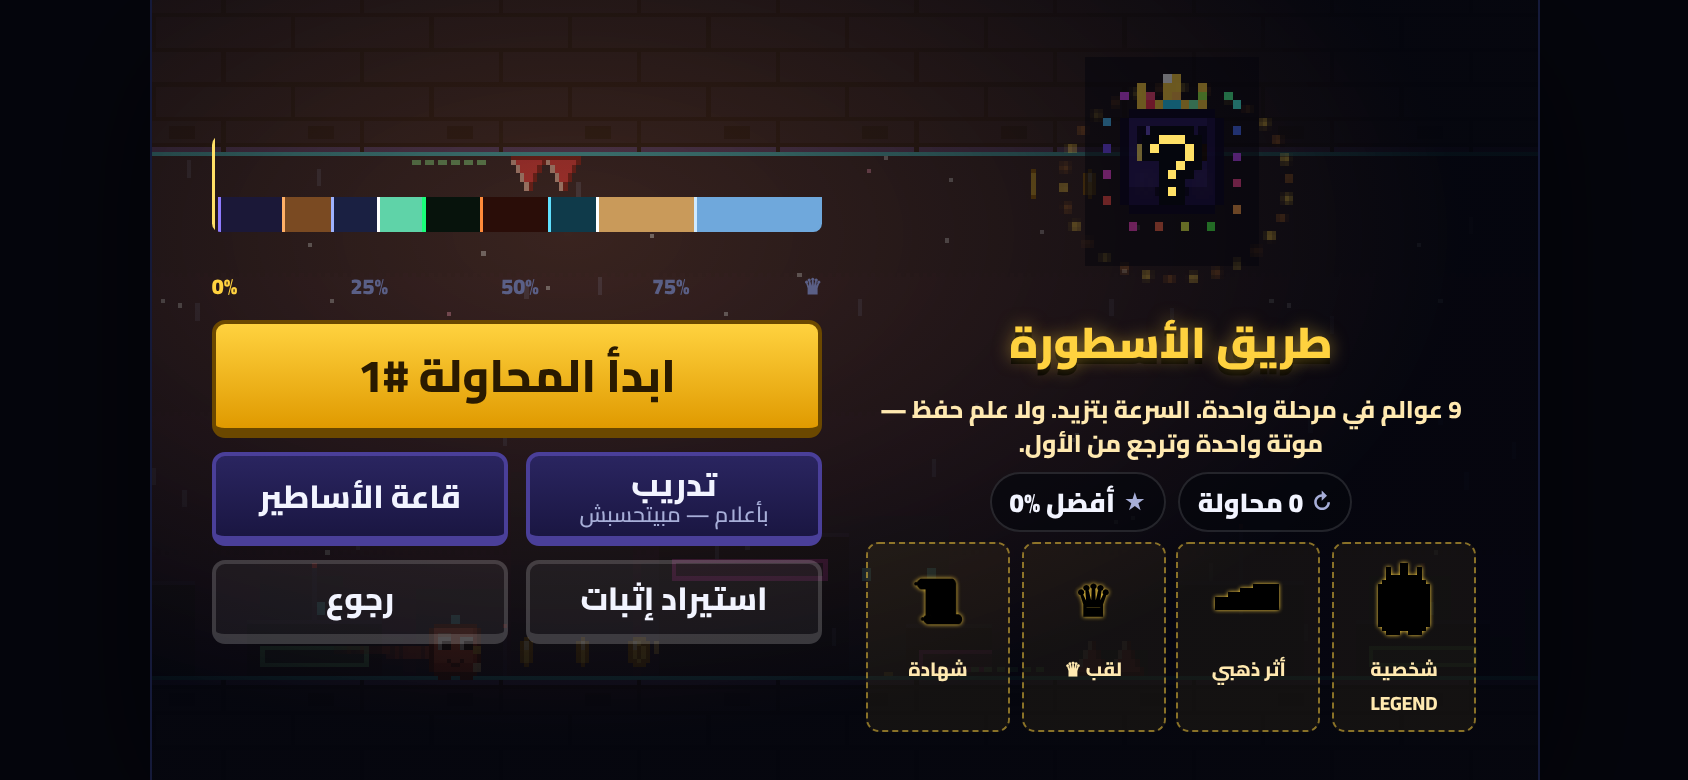 ?
طريق الأسطورة
9 عوالم في مرحلة واحدة. السرعة بتزيد. ولا علم حفظ —
موتة واحدة وترجع من الأول.
↻ 0 محاولة
★ أفضل 0%
شخصية
LEGEND
أثر ذهبي
لقب ♛
شهادة
0% 25% 50% 75% ♛
ابدأ المحاولة #1
تدريب
بأعلام — مبيتحسبش
قاعة الأساطير
استيراد إثبات
رجوع